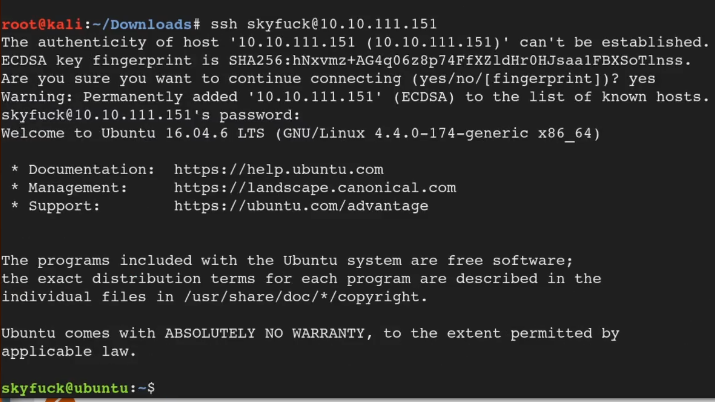 root@kali:~/Downloads# ssh skyfuck@10.10.111.151
The authenticity of host '10.10.111.151 (10.10.111.151)' can't be established.
ECDSA key fingerprint is SHA256:hNxvmz+AG4q06z8p74FfXZldHr0HJsaa1FBXSoTlnss.
Are you sure you want to continue connecting (yes/no/[fingerprint])? yes
Warning: Permanently added '10.10.111.151' (ECDSA) to the list of known hosts.
skyfuck@10.10.111.151's password:
Welcome to Ubuntu 16.04.6 LTS (GNU/Linux 4.4.0-174-generic x86_64)
* Documentation:  https://help.ubuntu.com
* Management:     https://landscape.canonical.com
* Support:        https://ubuntu.com/advantage
The programs included with the Ubuntu system are free software;
the exact distribution terms for each program are described in the
individual files in /usr/share/doc/*/copyright.
Ubuntu comes with ABSOLUTELY NO WARRANTY, to the extent permitted by
applicable law.
skyfuck@ubuntu:~$